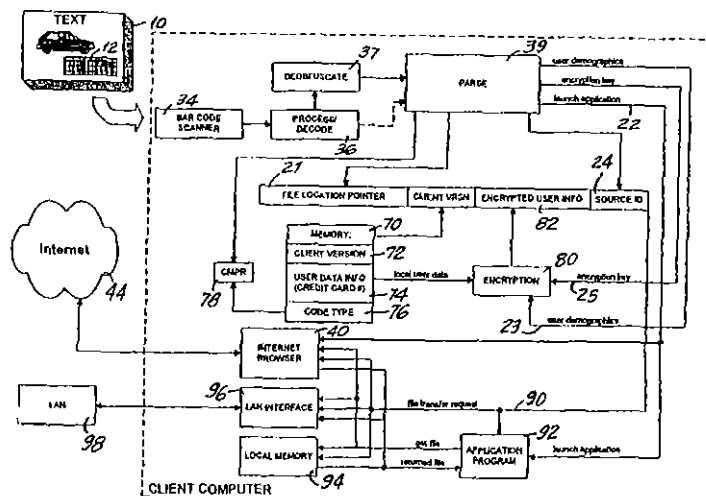 TEXT
10
12
37
39
DEOBFUSCATE
PARSE
user demographics
encryption key
launch application
22
34
BAR CODE
SCANNER
PROCESS/
DECODE
36
21
24
FILE LOCATION POINTER
CLIENT VRSN
ENCRYPTED USER INFO
SOURCE ID
82
MEMORY:
70
CLIENT VERSION
72
USER DATA INFO
(CREDIT CARD #)
74
CODE TYPE
76
CMPR
78
local user data
ENCRYPTION
80
encryption key
25
23
user demographics
Internet
44
40
INTERNET
BROWSER
96
LAN INTERFACE
file transfer request
90
LAN
98
LOCAL MEMORY
94
get file
returned file
92
APPLICATION
PROGRAM
launch application
CLIENT COMPUTER